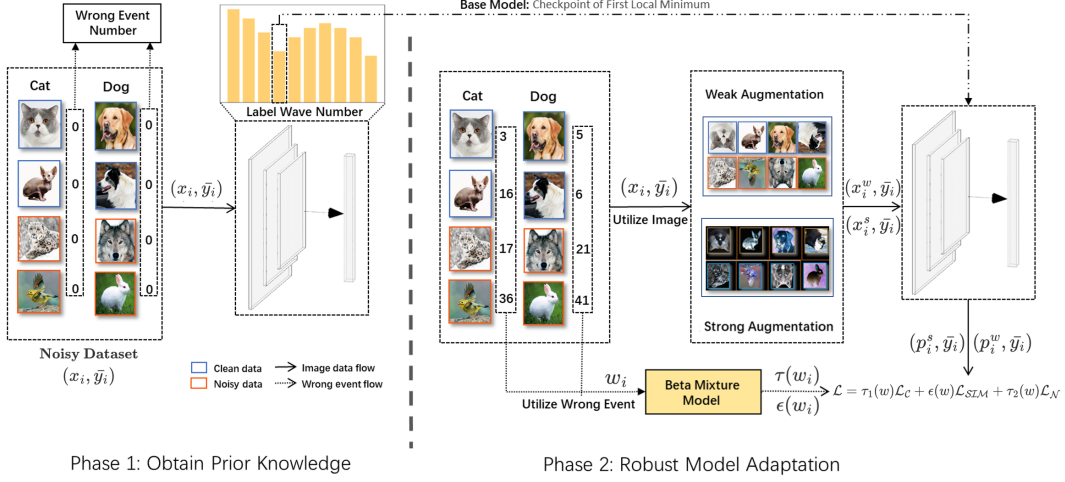 Wrong Event
Number
Cat Dog
0 0
0 0
0 0
0 0
Noisy Dataset
(x_i, ȳ_i)
(x_i, ȳ_i)
Label Wave Number
Clean data
Noisy data
Image data flow
Wrong event flow
Phase 1: Obtain Prior Knowledge
Base Model: Checkpoint of First Local Minimum
Cat Dog
3 5
16 6
17 21
36 41
(x_i, ȳ_i)
Utilize Image
Weak Augmentation
Strong Augmentation
(x_i^w, ȳ_i)
(x_i^s, ȳ_i)
(p_i^s, ȳ_i) (p_i^w, ȳ_i)
w_i
Utilize Wrong Event
Beta Mixture
Model
τ(w_i)
ϵ(w_i)
ℒ = τ_1(w)ℒ_𝒞 + ϵ(w)ℒ_𝒮ℐℳ + τ_2(w)ℒ_𝒩
Phase 2: Robust Model Adaptation